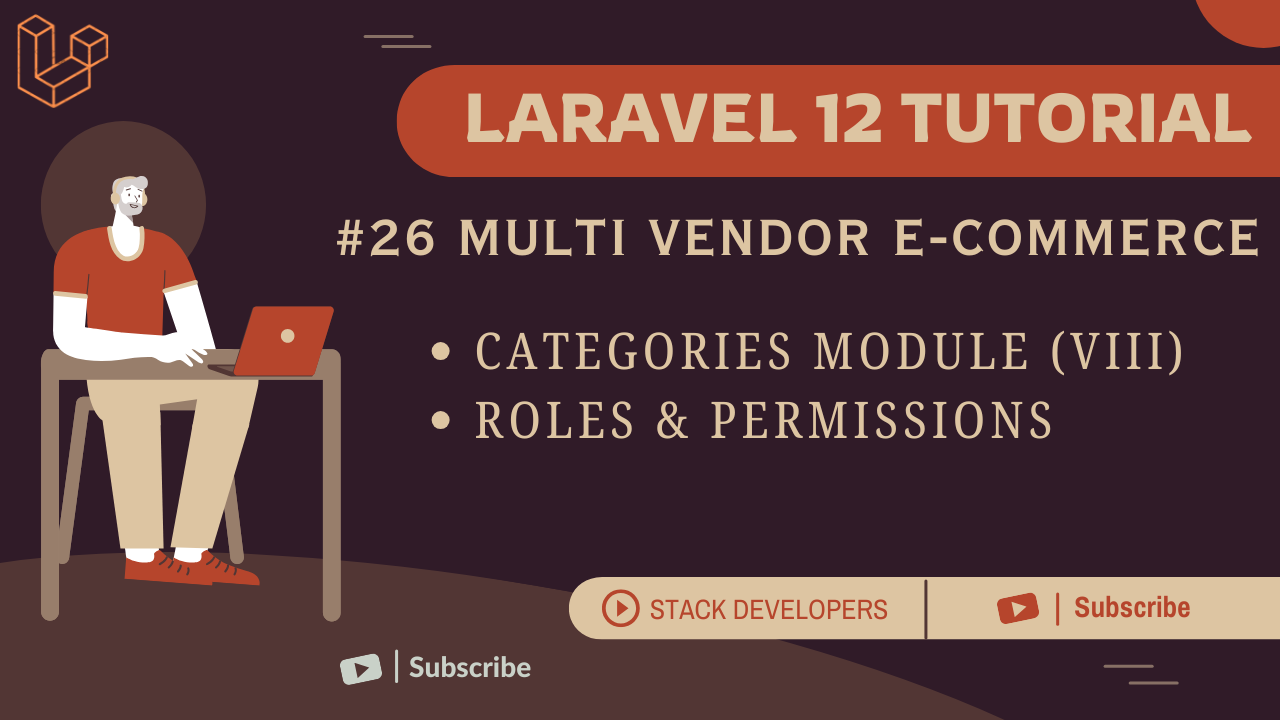 LARAVEL 12 TUTORIAL
#26 MULTI VENDOR E-COMMERCE
• CATEGORIES MODULE (VIII)
• ROLES & PERMISSIONS
STACK DEVELOPERS | Subscribe
Subscribe